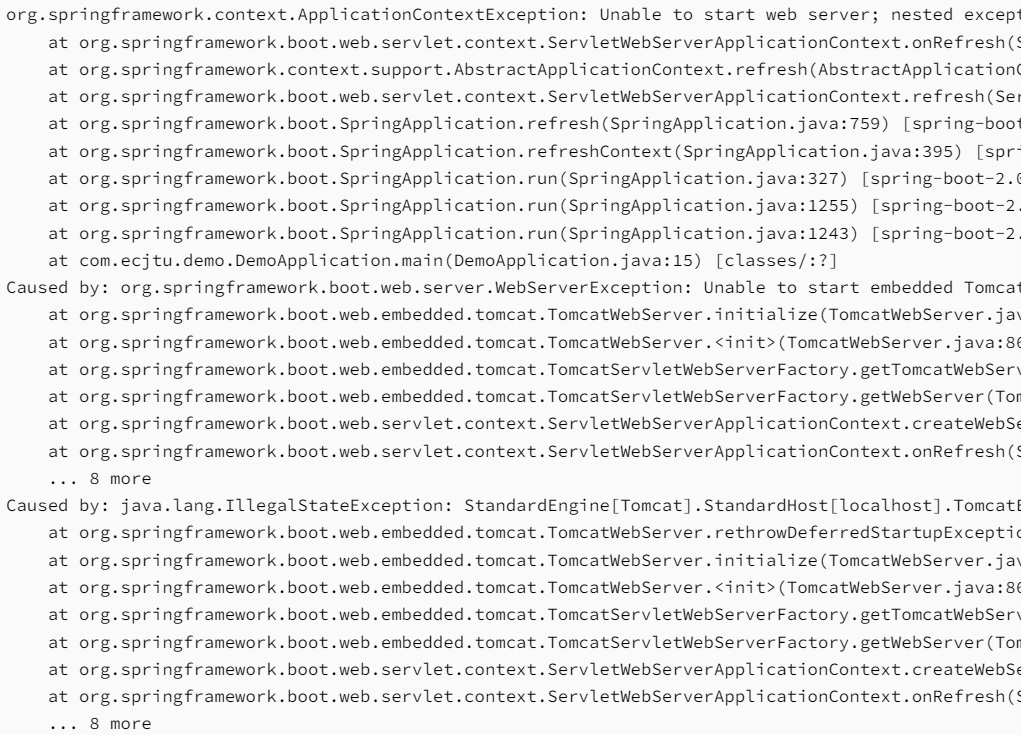 org.springframework.context.ApplicationContextException: Unable to start web server; nested except
at org.springframework.boot.web.servlet.context.ServletWebServerApplicationContext.onRefresh(S
at org.springframework.context.support.AbstractApplicationContext.refresh(AbstractApplicationC
at org.springframework.boot.web.servlet.context.ServletWebServerApplicationContext.refresh(Ser
at org.springframework.boot.SpringApplication.refresh(SpringApplication.java:759) [spring-boot
at org.springframework.boot.SpringApplication.refreshContext(SpringApplication.java:395) [spri
at org.springframework.boot.SpringApplication.run(SpringApplication.java:327) [spring-boot-2.0
at org.springframework.boot.SpringApplication.run(SpringApplication.java:1255) [spring-boot-2.
at org.springframework.boot.SpringApplication.run(SpringApplication.java:1243) [spring-boot-2.
at com.ecjtu.demo.DemoApplication.main(DemoApplication.java:15) [classes/:?]
Caused by: org.springframework.boot.web.server.WebServerException: Unable to start embedded Tomcat
at org.springframework.boot.web.embedded.tomcat.TomcatWebServer.initialize(TomcatWebServer.jav
at org.springframework.boot.web.embedded.tomcat.TomcatWebServer.<init>(TomcatWebServer.java:86
at org.springframework.boot.web.embedded.tomcat.TomcatServletWebServerFactory.getTomcatWebServ
at org.springframework.boot.web.embedded.tomcat.TomcatServletWebServerFactory.getWebServer(Tom
at org.springframework.boot.web.servlet.context.ServletWebServerApplicationContext.createWebSe
at org.springframework.boot.web.servlet.context.ServletWebServerApplicationContext.onRefresh(S
... 8 more
Caused by: java.lang.IllegalStateException: StandardEngine[Tomcat].StandardHost[localhost].TomcatE
at org.springframework.boot.web.embedded.tomcat.TomcatWebServer.rethrowDeferredStartupExceptio
at org.springframework.boot.web.embedded.tomcat.TomcatWebServer.initialize(TomcatWebServer.jav
at org.springframework.boot.web.embedded.tomcat.TomcatWebServer.<init>(TomcatWebServer.java:86
at org.springframework.boot.web.embedded.tomcat.TomcatServletWebServerFactory.getTomcatWebServ
at org.springframework.boot.web.embedded.tomcat.TomcatServletWebServerFactory.getWebServer(Tom
at org.springframework.boot.web.servlet.context.ServletWebServerApplicationContext.createWebSe
at org.springframework.boot.web.servlet.context.ServletWebServerApplicationContext.onRefresh(S
... 8 more